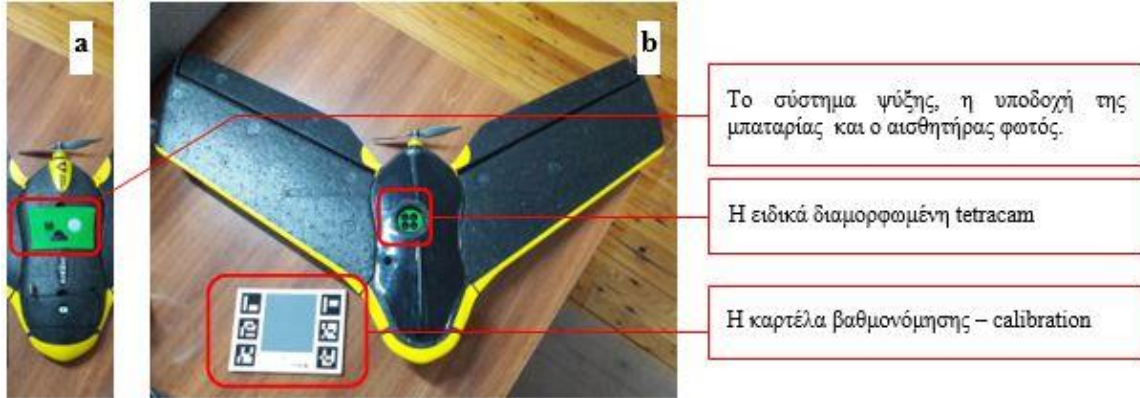 a
b
Το σύστημα ψύξης, η υποδοχή της
μπαταρίας και ο αισθητήρας φωτός.
Η ειδικά διαμορφωμένη tetracam
Η καρτέλα βαθμονόμησης – calibration